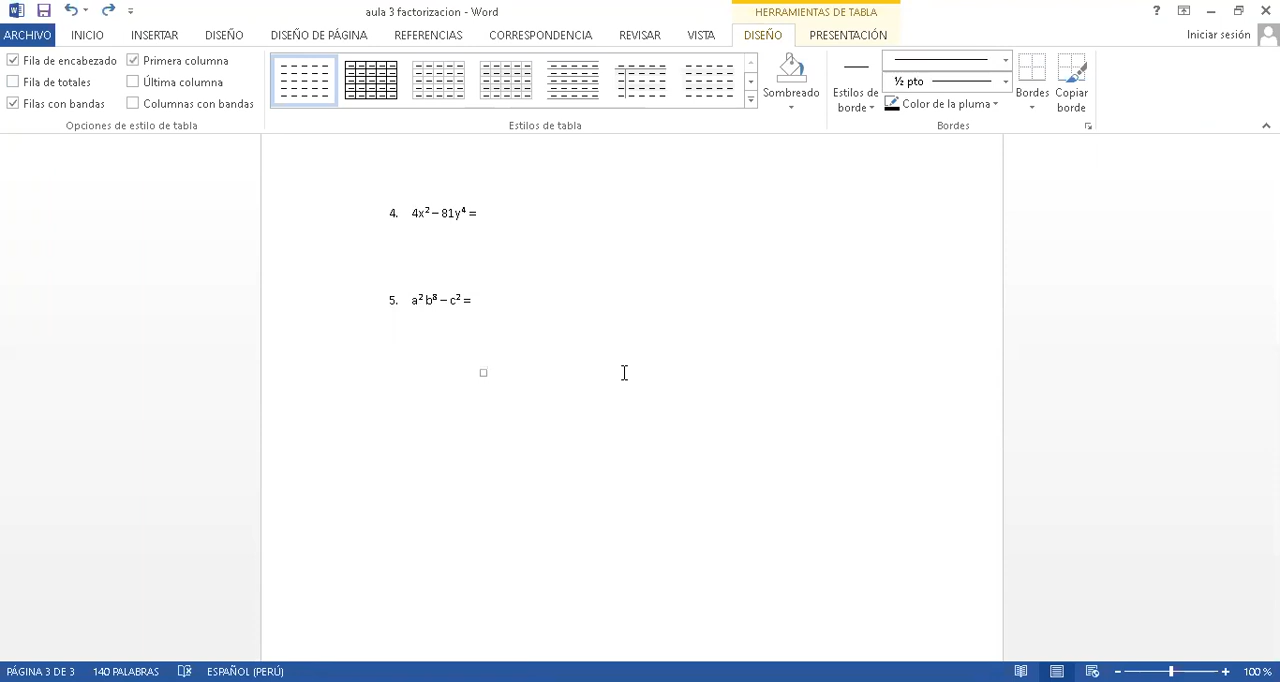 aula 3 factorizacion - Word
HERRAMIENTAS DE TABLA
?
ARCHIVO INICIO INSERTAR DISEÑO DISEÑO DE PÁGINA REFERENCIAS CORRESPONDENCIA REVISAR VISTA DISEÑO PRESENTACIÓN Iniciar sesión
Fila de encabezado Primera columna
Fila de totales Última columna
Filas con bandas Columnas con bandas
Opciones de estilo de tabla
Estilos de tabla
Sombreado
Estilos de borde
½ pto
Color de la pluma
Bordes
Copiar borde
Bordes
4. 4x² – 81y⁴ =
5. a² b⁸ – c² =
PÁGINA 3 DE 3 140 PALABRAS ESPAÑOL (PERÚ) 100 %